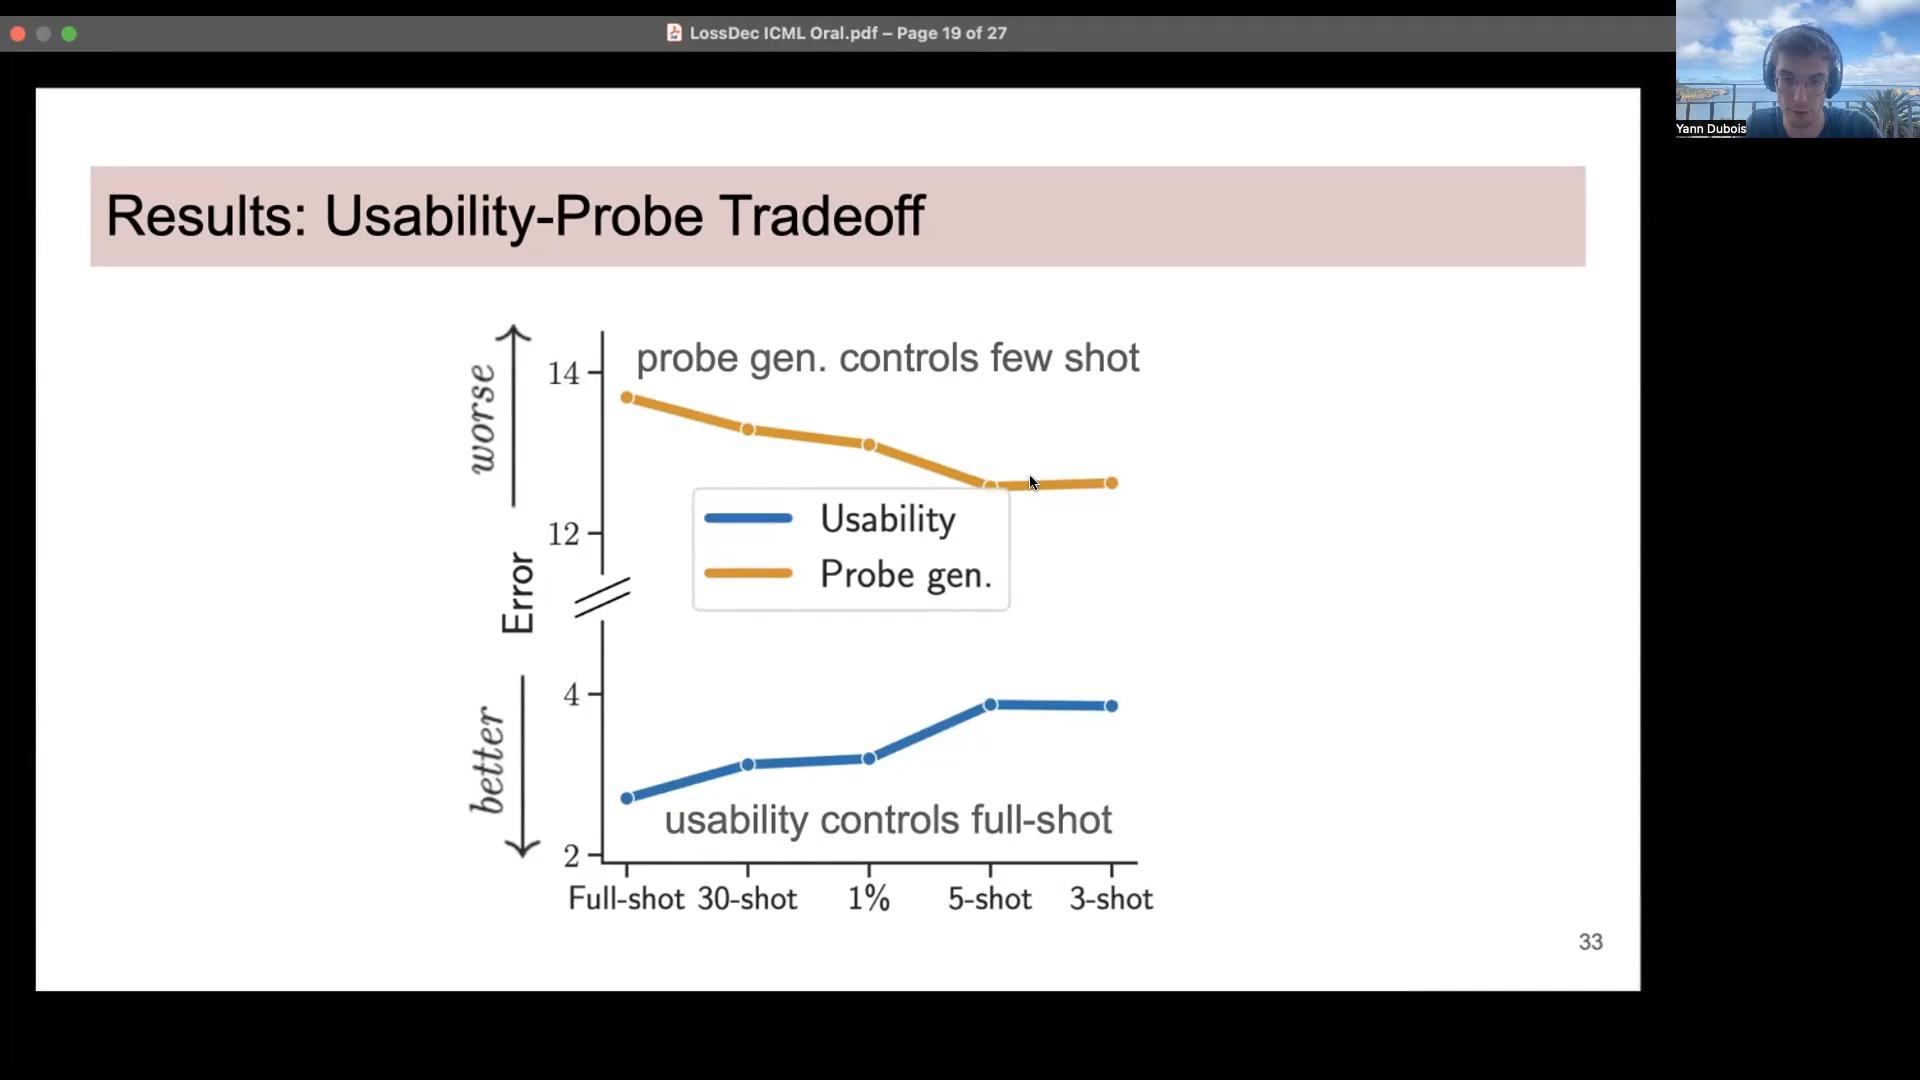 LossDec ICML Oral.pdf – Page 19 of 27
Yann Dubois
Results: Usability-Probe Tradeoff
worse
Error
better
14
12
4
2
probe gen. controls few shot
Usability
Probe gen.
usability controls full-shot
Full-shot 30-shot 1% 5-shot 3-shot
33